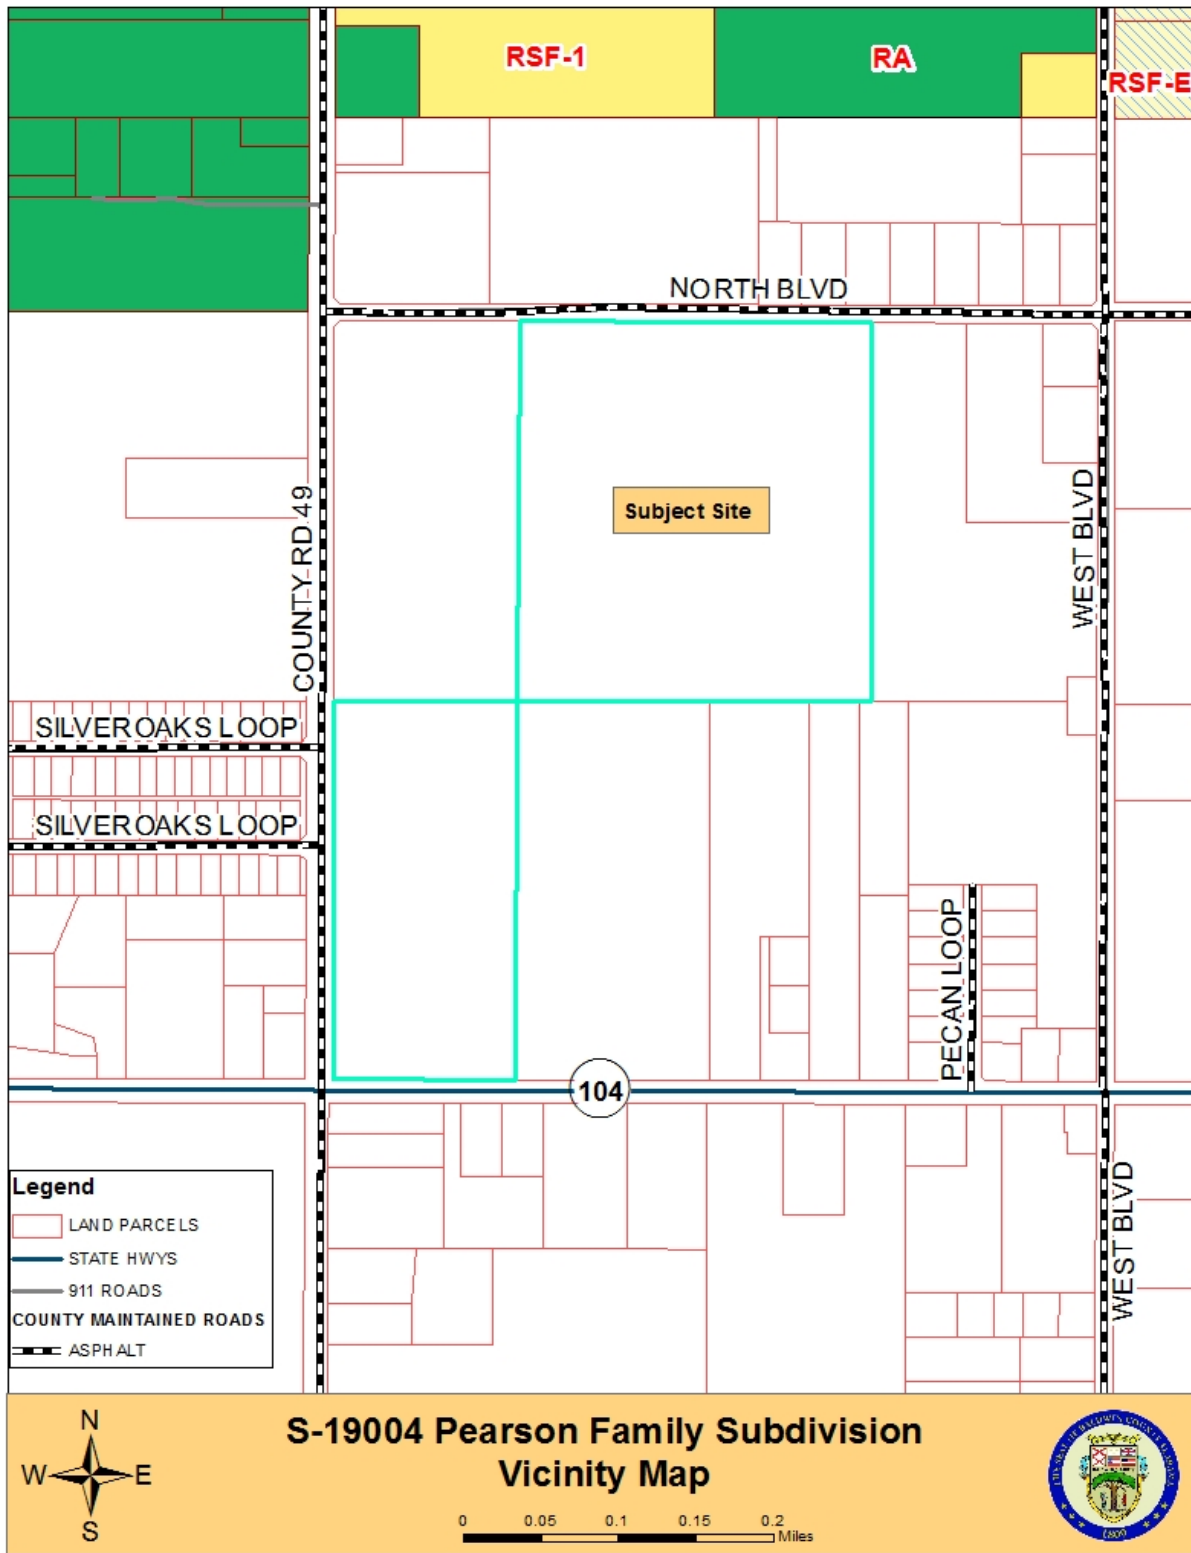 RSF-1
RA
RSF-E
NORTH BLVD
Subject Site
COUNTY RD 49
WEST BLVD
SILVEROAKS LOOP
SILVEROAKS LOOP
PECAN LOOP
104
WEST BLVD
Legend
LAND PARCELS
STATE HWYS
911 ROADS
COUNTY MAINTAINED ROADS
ASPHALT
N
W E
S
S-19004 Pearson Family Subdivision
Vicinity Map
0 0.05 0.1 0.15 0.2
Miles
1809